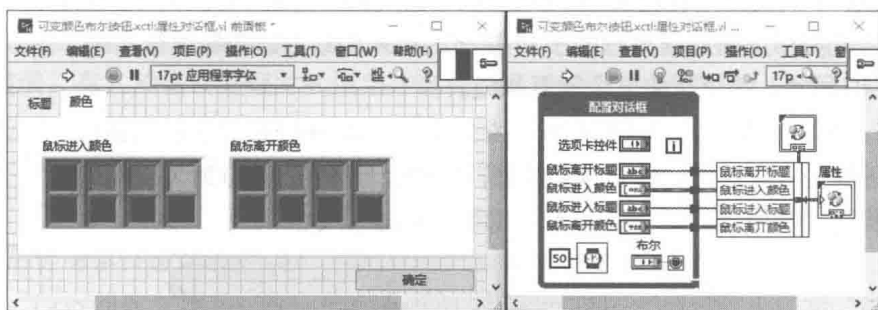 可变颜色布尔按钮.xctl:属性对话框.vi 前面板 *
文件(F) 编辑(E) 查看(V) 项目(P) 操作(O) 工具(T) 窗口(W) 帮助(H)
17pt 应用程序字体
标题 颜色
鼠标进入颜色 鼠标离开颜色
确定
可变颜色布尔按钮.xctl:属性对话框.vi ...
文件(F) 编辑(E) 查看(V) 项目(P) 操作(O) 工具(T) 窗
17p
配置对话框
选项卡控件
i
鼠标离开标题 abc 鼠标离开标题
鼠标进入颜色 鼠标进入颜色
鼠标进入标题 abc 鼠标进入标题
鼠标离开颜色 鼠标离开颜色
属性
50
布尔